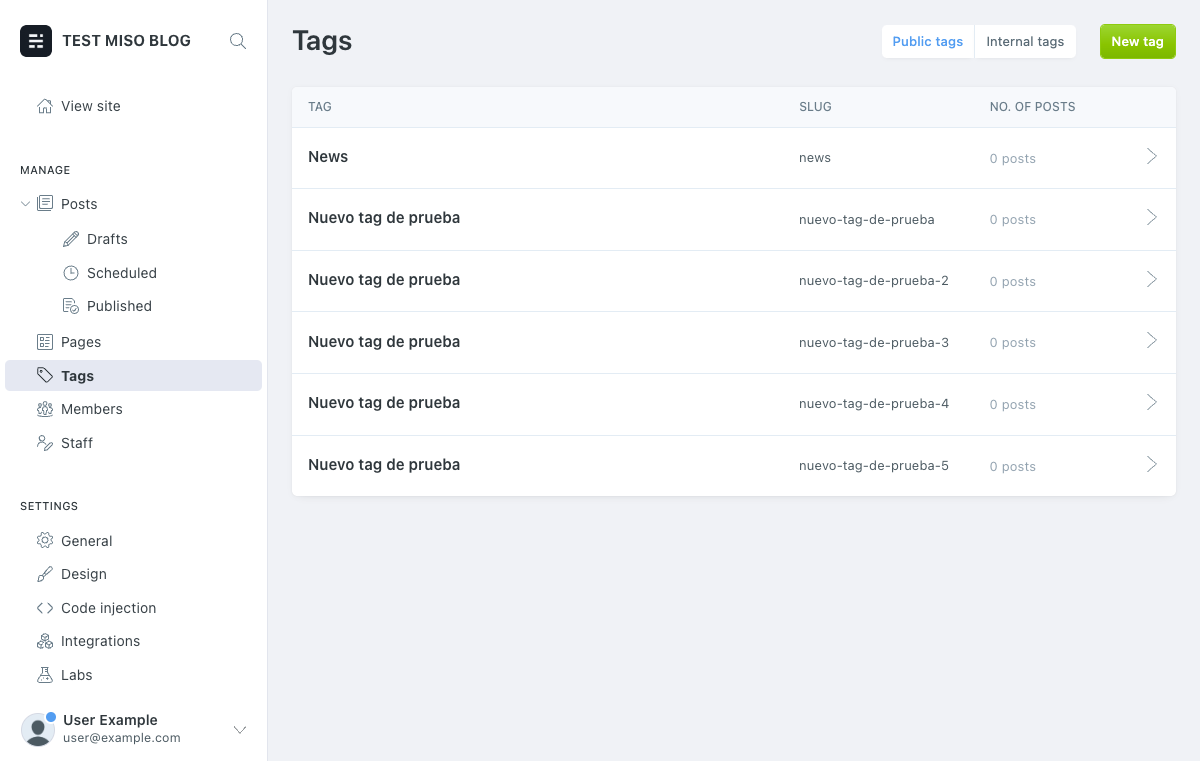 TEST MISO BLOG
View site
MANAGE
Posts
Drafts
Scheduled
Published
Pages
Tags
Members
Staff
SETTINGS
General
Design
Code injection
Integrations
Labs
User Example
user@example.com
Tags
Public tags Internal tags New tag
TAG SLUG NO. OF POSTS
News news 0 posts
Nuevo tag de prueba nuevo-tag-de-prueba 0 posts
Nuevo tag de prueba nuevo-tag-de-prueba-2 0 posts
Nuevo tag de prueba nuevo-tag-de-prueba-3 0 posts
Nuevo tag de prueba nuevo-tag-de-prueba-4 0 posts
Nuevo tag de prueba nuevo-tag-de-prueba-5 0 posts